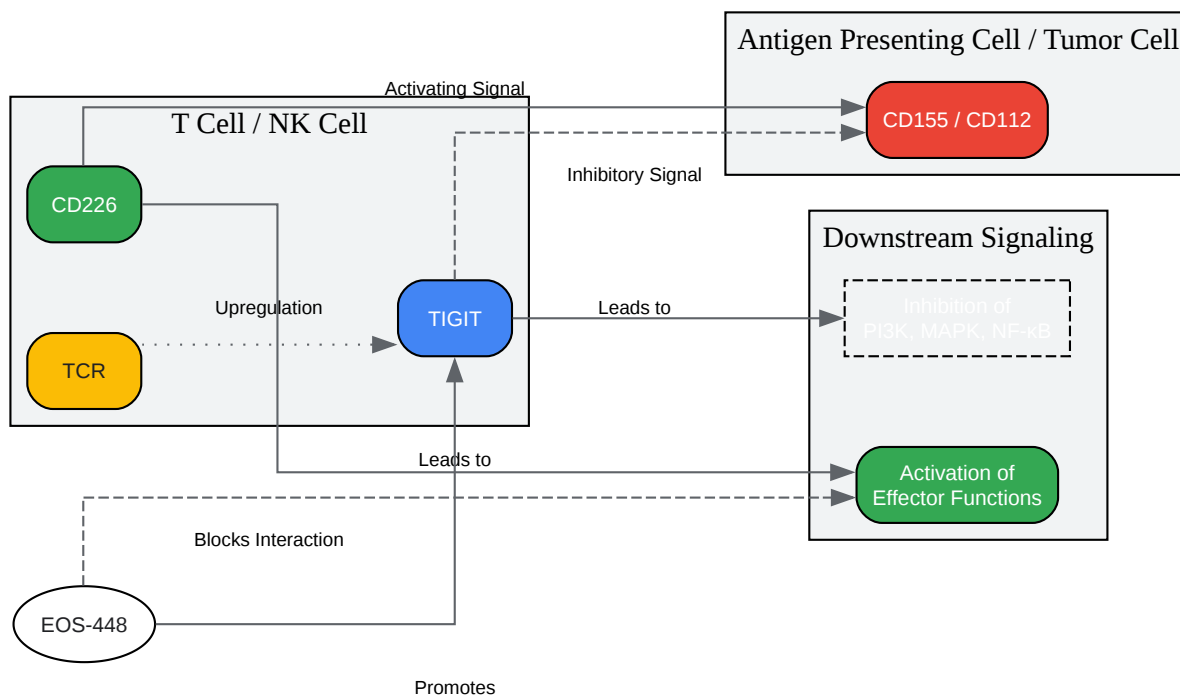 Antigen Presenting Cell / Tumor Cell
Activating Signal
T Cell / NK Cell
CD155 / CD112
Inhibitory Signal
CD226
Downstream Signaling
Upregulation
TIGIT
Leads to
Inhibition of
PI3K, MAPK, NF-κB
TCR
Leads to
Activation of
Effector Functions
Blocks Interaction
EOS-448
Promotes